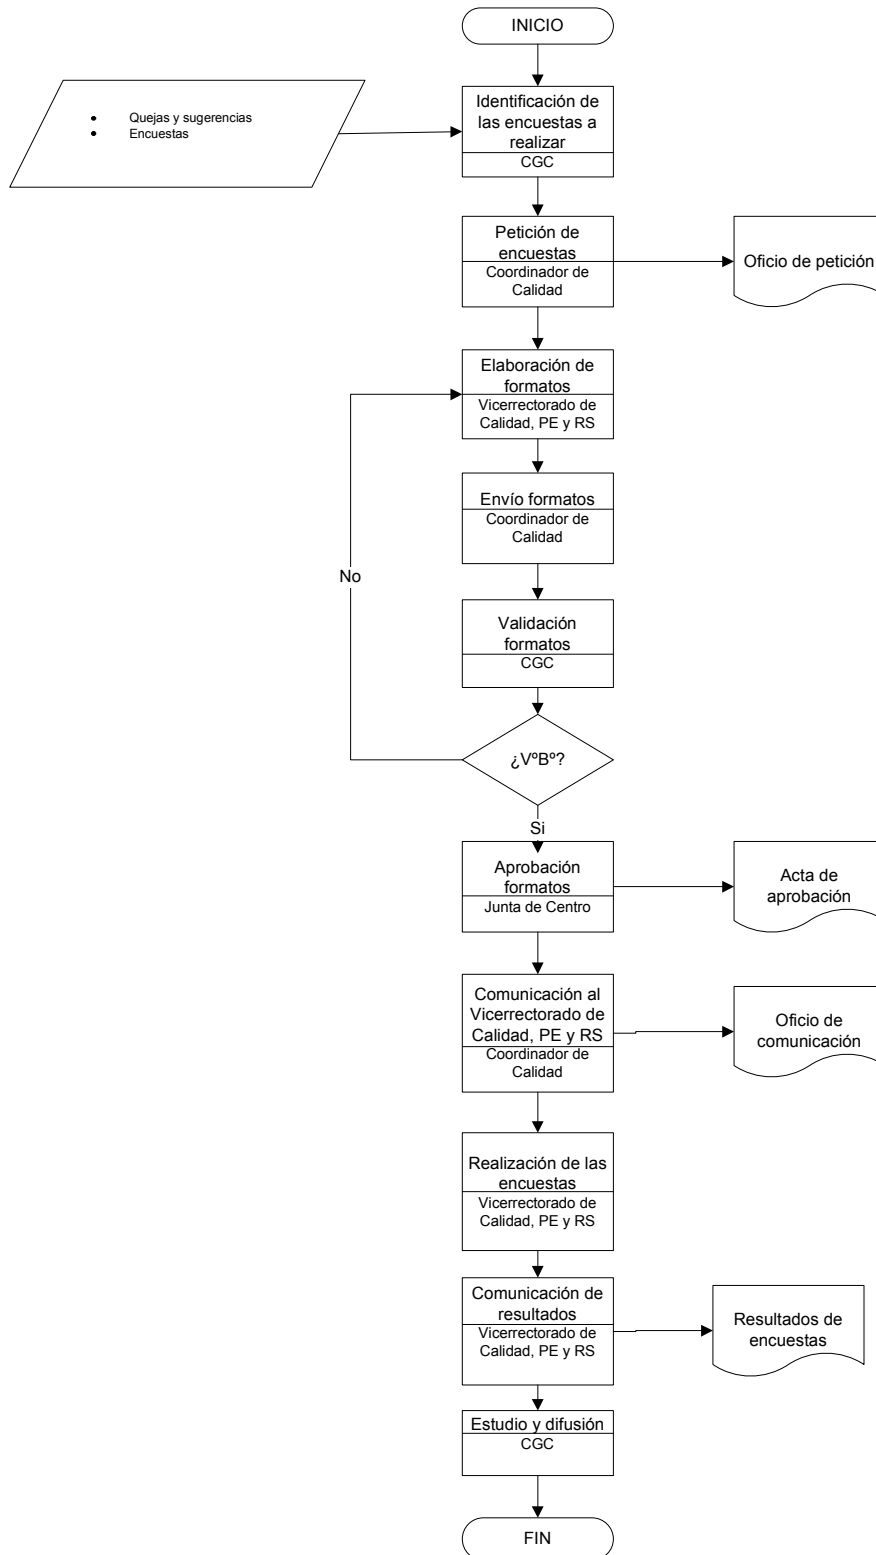 INICIO
Quejas y sugerencias
Encuestas
Identificación de
las encuestas a
realizar
CGC
Petición de
encuestas
Coordinador de
Calidad
Oficio de petición
Elaboración de
formatos
Vicerrectorado de
Calidad, PE y RS
Envío formatos
Coordinador de
Calidad
No
Validación
formatos
CGC
¿VºBº?
Si
Aprobación
formatos
Junta de Centro
Acta de
aprobación
Comunicación al
Vicerrectorado de
Calidad, PE y RS
Coordinador de
Calidad
Oficio de
comunicación
Realización de las
encuestas
Vicerrectorado de
Calidad, PE y RS
Comunicación de
resultados
Vicerrectorado de
Calidad, PE y RS
Resultados de
encuestas
Estudio y difusión
CGC
FIN